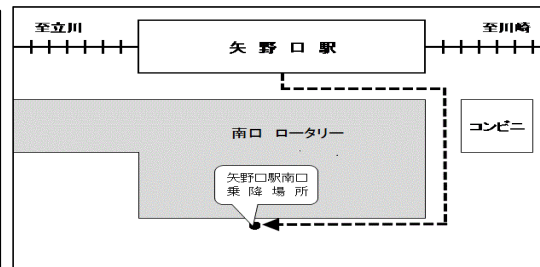 至立川
矢野口駅
至川崎
コンビニ
南口 ロータリー
矢野口駅南口
乗降場所